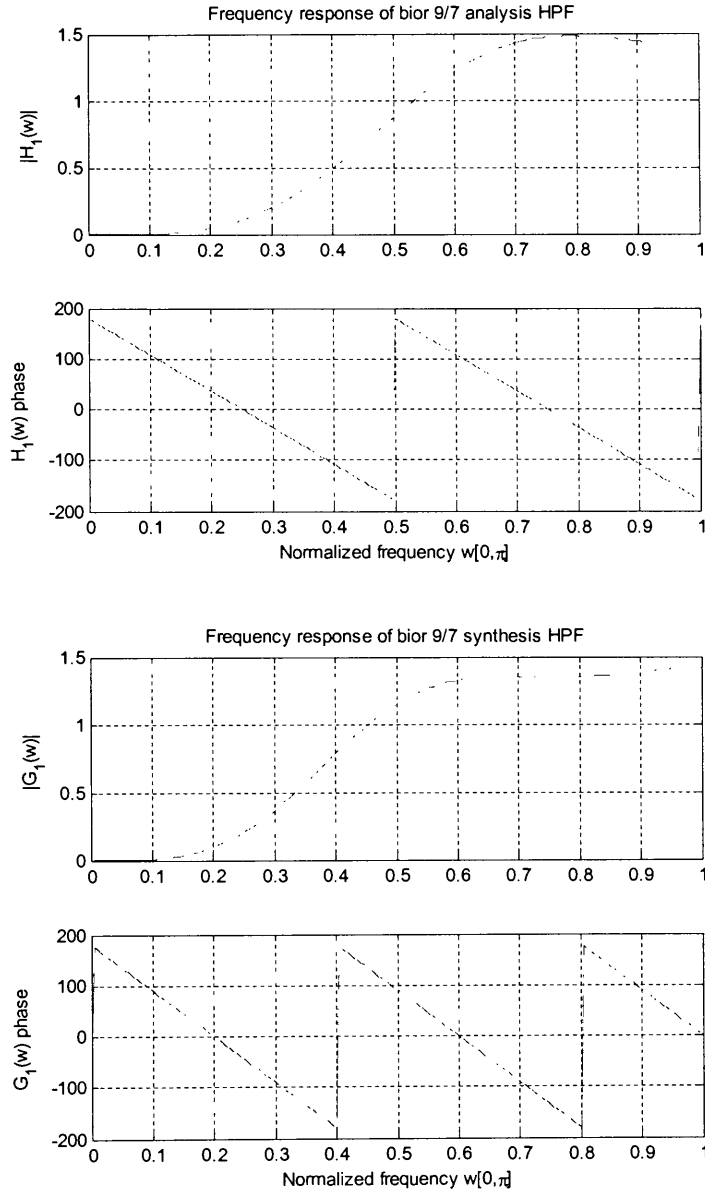 Frequency response of bior 9/7 analysis HPF
1.5
1
0.5
0
|H₁(w)|
0 0.1 0.2 0.3 0.4 0.5 0.6 0.7 0.8 0.9 1
200
100
0
-100
-200
H₁(w) phase
0 0.1 0.2 0.3 0.4 0.5 0.6 0.7 0.8 0.9 1
Normalized frequency w[0,π]
Frequency response of bior 9/7 synthesis HPF
1.5
1
0.5
0
|G₁(w)|
0 0.1 0.2 0.3 0.4 0.5 0.6 0.7 0.8 0.9 1
200
100
0
-100
-200
G₁(w) phase
0 0.1 0.2 0.3 0.4 0.5 0.6 0.7 0.8 0.9 1
Normalized frequency w[0,π]